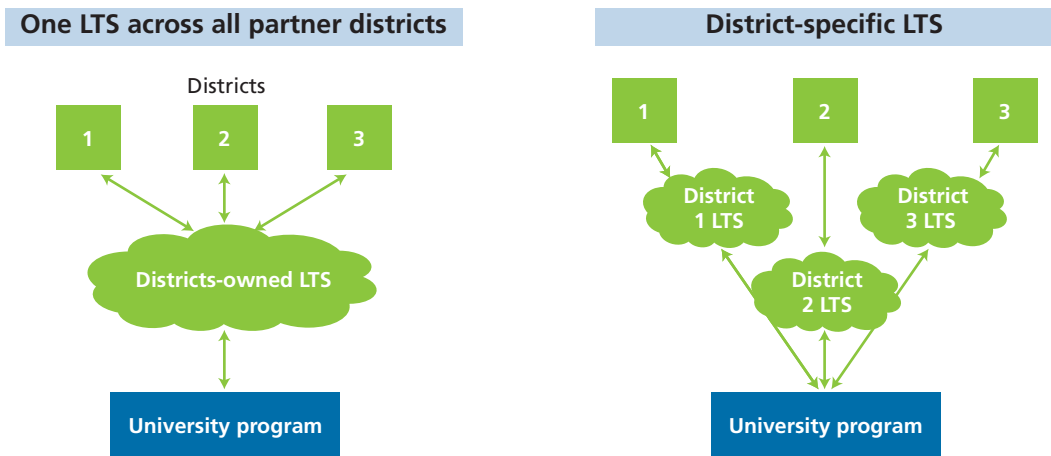 One LTS across all partner districts
Districts
1
2
3
Districts-owned LTS
University program
District-specific LTS
1
2
3
District
1 LTS
District
3 LTS
District
2 LTS
University program